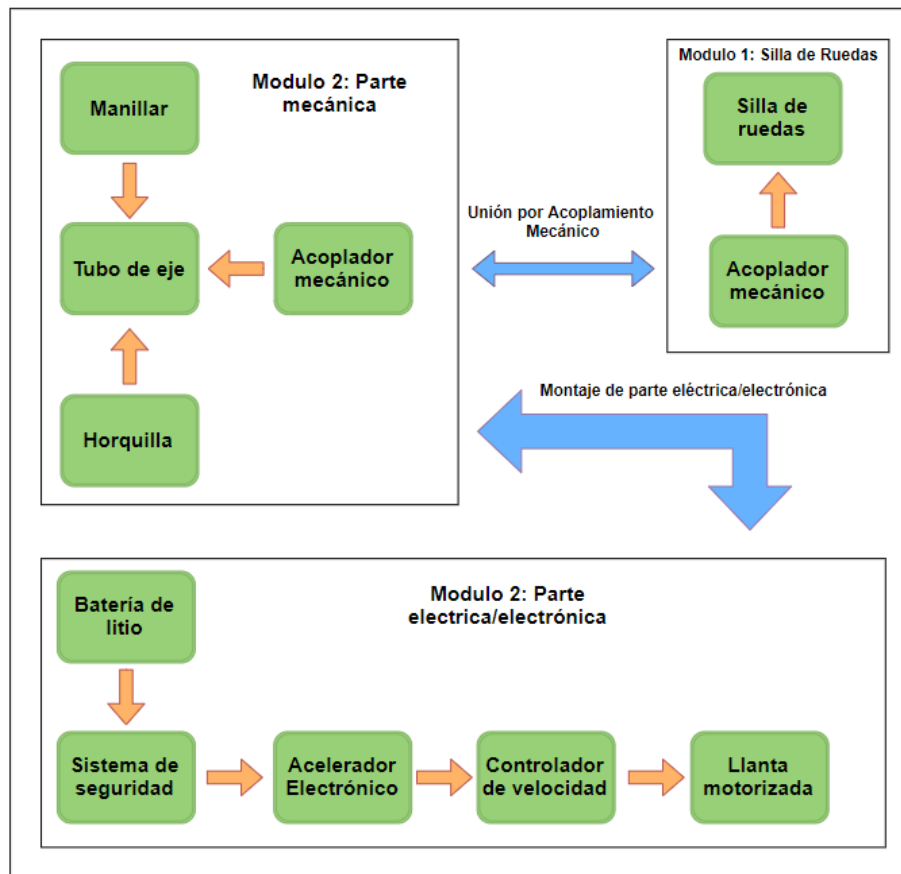 Modulo 2: Parte
mecánica
Manillar
Tubo de eje
Acoplador
mecánico
Horquilla
Unión por Acoplamiento
Mecánico
Modulo 1: Silla de Ruedas
Silla de
ruedas
Acoplador
mecánico
Montaje de parte eléctrica/electrónica
Modulo 2: Parte
electrica/electrónica
Batería de
litio
Sistema de
seguridad
Acelerador
Electrónico
Controlador
de velocidad
Llanta
motorizada